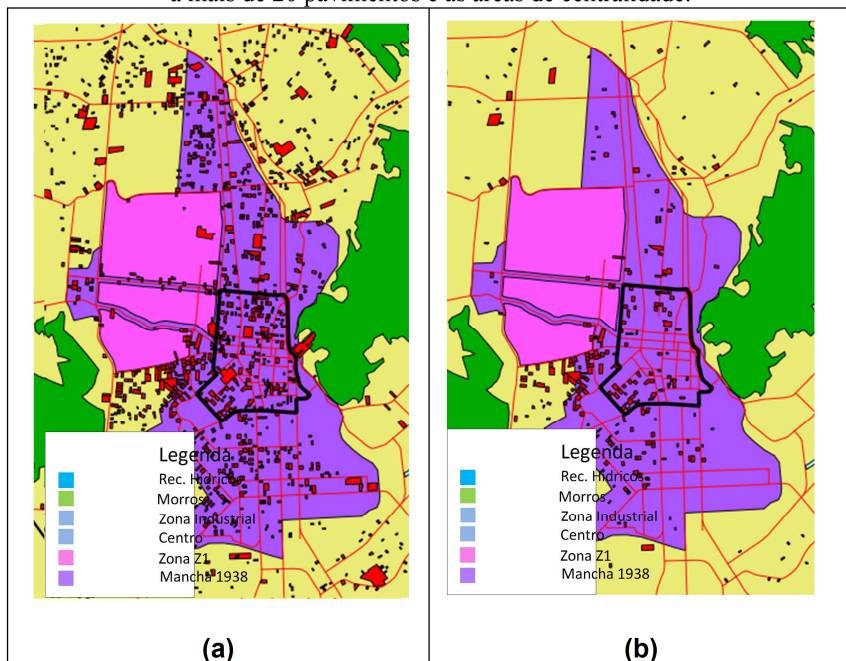 a mais de 20 pavimentos e as áreas de centralidade.
Legenda
Rec. Hídricos
Morros
Zona Industrial
Centro
Zona Z1
Mancha 1938
(a)
Legenda
Rec. Hídricos
Morros
Zona Industrial
Centro
Zona Z1
Mancha 1938
(b)